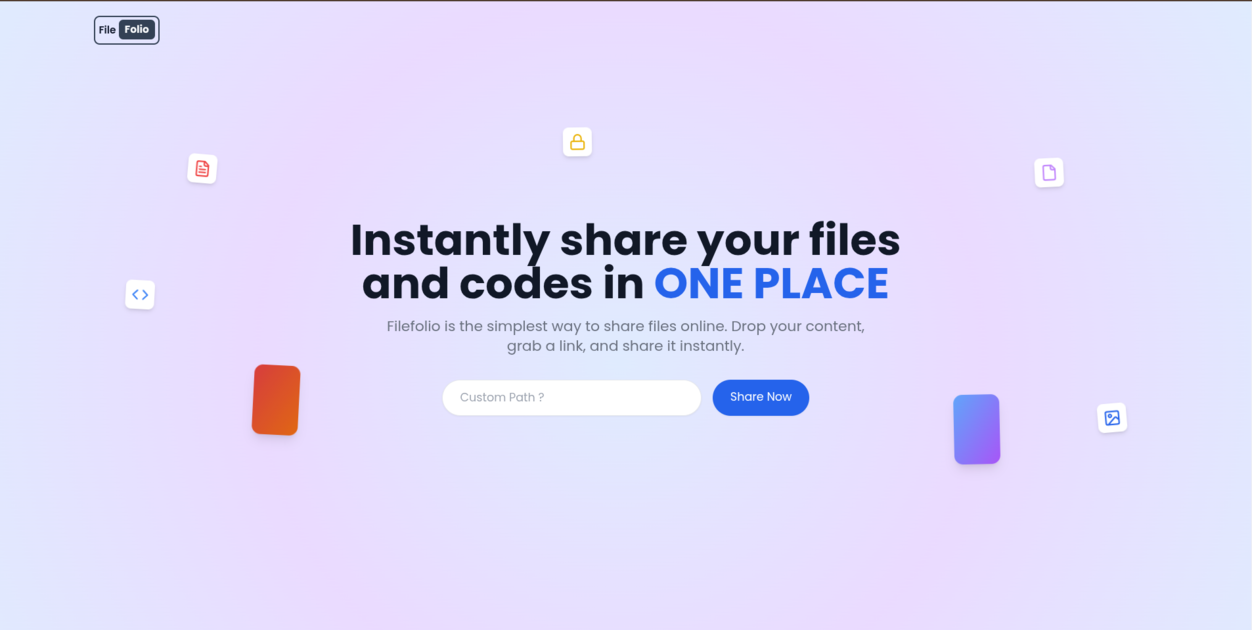 File Folio
Instantly share your files
and codes in ONE PLACE
Filefolio is the simplest way to share files online. Drop your content,
grab a link, and share it instantly.
Custom Path ?
Share Now